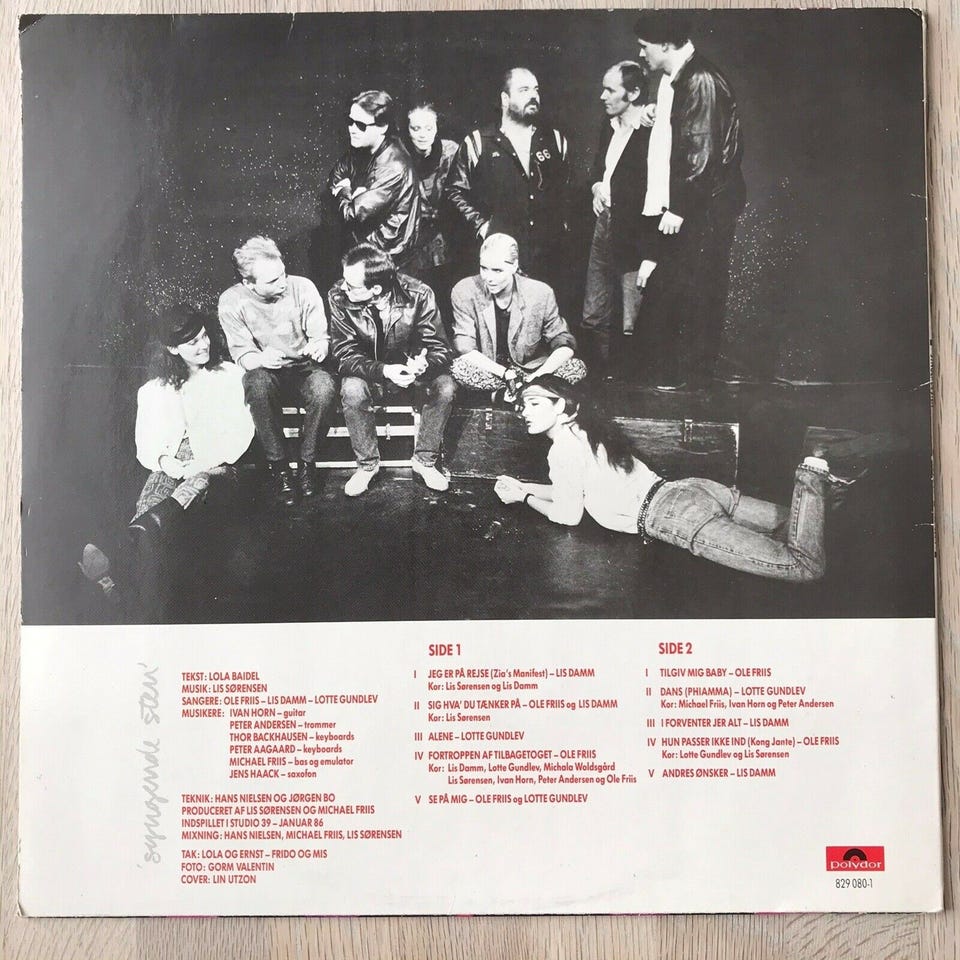 66
'syngende sten'
TEKST: LOLA BAIDEL
MUSIK: LIS SØRENSEN
SANGERE: OLE FRIIS – LIS DAMM – LOTTE GUNDLEV
MUSIKERE: IVAN HORN – guitar
PETER ANDERSEN – trommer
THOR BACKHAUSEN – keyboards
PETER AAGAARD – keyboards
MICHAEL FRIIS – bas og emulator
JENS HAACK – saxofon
TEKNIK: HANS NIELSEN OG JØRGEN BO
PRODUCERET AF LIS SØRENSEN OG MICHAEL FRIIS
INDSPILLET I STUDIO 39 – JANUAR 86
MIXNING: HANS NIELSEN, MICHAEL FRIIS, LIS SØRENSEN
TAK: LOLA OG ERNST – FRIDO OG MIS
FOTO: GORM VALENTIN
COVER: LIN UTZON
SIDE 1
I JEG ER PÅ REJSE (Zia's Manifest) – LIS DAMM
Kor: Lis Sørensen og Lis Damm
II SIG HVA' DU TÆNKER PÅ – OLE FRIIS og LIS DAMM
Kor: Lis Sørensen
III ALENE – LOTTE GUNDLEV
IV FORTROPPEN AF TILBAGETOGET – OLE FRIIS
Kor: Lis Damm, Lotte Gundlev, Michala Woldsgård
Lis Sørensen, Ivan Horn, Peter Andersen og Ole Friis
V SE PÅ MIG – OLE FRIIS og LOTTE GUNDLEV
SIDE 2
I TILGIV MIG BABY – OLE FRIIS
II DANS (PHIAMMA) – LOTTE GUNDLEV
Kor: Michael Friis, Ivan Horn og Peter Andersen
III I FORVENTER JER ALT – LIS DAMM
IV HUN PASSER IKKE IND (Kong Jante) – OLE FRIIS
Kor: Lotte Gundlev og Lis Sørensen
V ANDRES ØNSKER – LIS DAMM
polydor
829 080-1